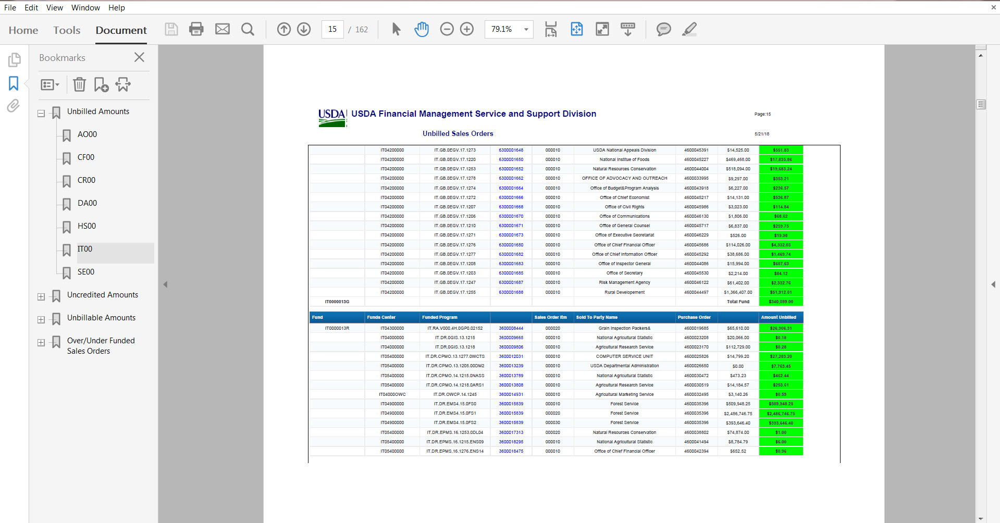 File Edit View Window Help
Home Tools Document 15 / 162 79.1%
Bookmarks
Unbilled Amounts
AO00
CF00
CR00
DA00
HS00
IT00
SE00
Uncredited Amounts
Unbillable Amounts
Over/Under Funded
Sales Orders
USDA USDA Financial Management Service and Support Division Page:15
Unbilled Sales Orders 5/21/18
IT04200000 IT.GB.0EGV.17.1273 6300001648 000010 USDA National Appeals Division 4600045391 $14,525.00 $551.83
IT04200000 IT.GB.0EGV.17.1220 6300001650 000010 National Institue of Foods 4600045227 $469,468.00 $17,835.86
IT04200000 IT.GB.0EGV.17.1253 6300001652 000010 Natural Resources Conservation 4600044004 $518,094.00 $19,683.24
IT04200000 IT.GB.0EGV.17.1278 6300001662 000010 OFFICE OF ADVOCACY AND OUTREACH 4600033995 $9,297.00 $353.21
IT04200000 IT.GB.0EGV.17.1274 6300001664 000010 Office of Budget&Program Analysis 4600043918 $6,227.00 $236.57
IT04200000 IT.GB.0EGV.17.1272 6300001666 000010 Office of Chief Economist 4600045217 $14,131.00 $536.87
IT04200000 IT.GB.0EGV.17.1207 6300001668 000010 Office of Civil Rights 4600045986 $3,023.00 $114.84
IT04200000 IT.GB.0EGV.17.1206 6300001670 000010 Office of Communications 4600046130 $1,806.00 $68.62
IT04200000 IT.GB.0EGV.17.1210 6300001671 000010 Office of General Counsel 4600045717 $6,837.00 $259.75
IT04200000 IT.GB.0EGV.17.1271 6300001673 000010 Office of Executive Secretariat 4600046229 $526.00 $19.98
IT04200000 IT.GB.0EGV.17.1276 6300001680 000010 Office of Chief Financial Officer 4600045686 $114,026.00 $4,332.03
IT04200000 IT.GB.0EGV.17.1277 6300001682 000010 Office of Chief Information Officer 4600045292 $38,686.00 $1,469.74
IT04200000 IT.GB.0EGV.17.1208 6300001683 000010 Office of Inspector General 4600044086 $15,994.00 $607.63
IT04200000 IT.GB.0EGV.17.1203 6300001685 000010 Office of Secretary 4600045530 $2,214.00 $84.12
IT04200000 IT.GB.0EGV.17.1247 6300001687 000010 Risk Management Agency 4600046122 $61,402.00 $2,332.76
IT04200000 IT.GB.0EGV.17.1255 6300001688 000010 Rural Developement 4600044497 $1,366,407.00 $51,912.01
IT0000013G Total Fund $340,099.00
Fund Funds Center Funded Program Sales Order Itm Sold To Party Name Purchase Order Amount Unbilled
IT0000013R IT04300000 IT.RA.V000.4H.0GP0.02152 3600008444 000020 Grain Inspection Packers& 4600019685 $65,610.00 $26,906.31
IT04000000 IT.DR.0GIS.13.1215 3600009665 000010 National Agricultural Statistic 4600023208 $20,066.00 $0.18
IT04000000 IT.DR.0GIS.13.1218 3600009806 000010 Agricultural Research Service 4600023170 $112,729.00 $0.28
IT05400000 IT.DR.CPMO.13.1277.0WCTS 3600012031 000010 COMPUTER SERVICE UNIT 4600025826 $14,799.20 $27,283.20
IT05400000 IT.DR.CPMO.13.1205.00DM2 3600013239 000010 USDA Departmental Administration 4600026650 $0.00 $7,763.45
IT05400000 IT.DR.CPMO.14.1215.0NASS 3600013789 000010 National Agricultural Statistic 4600030472 $473.23 $462.44
IT05400000 IT.DR.CPMO.14.1218.0ARS1 3600013808 000010 Agricultural Research Service 4600030519 $14,184.57 $253.61
IT04000OWC IT.DR.OWCP.14.1245 3600014931 000010 Agricultural Marketing Service 4600032495 $3,140.26 $0.59
IT04900000 IT.DR.EMS4.15.0FS0 3600015839 000010 Forest Service 4600035396 $509,948.25 $509,948.25
IT04900000 IT.DR.EMS4.15.0FS1 3600015839 000020 Forest Service 4600035396 $2,486,746.75 $2,486,746.75
IT04900000 IT.DR.EMS4.15.0FS2 3600015839 000030 Forest Service 4600035396 $393,646.40 $393,646.40
IT05400000 IT.DR.EPMS.16.1253.0DL04 3600017313 000020 Natural Resources Conservation 4600038802 $74,874.00 $1.00
IT05400000 IT.DR.EPMS.16.1215.ENS09 3600018295 000010 National Agricultural Statistic 4600041494 $8,784.79 $6.00
IT05400000 IT.DR.EPMS.16.1276.ENS14 3600018475 000010 Office of Chief Financial Officer 4600042394 $652.52 $0.96